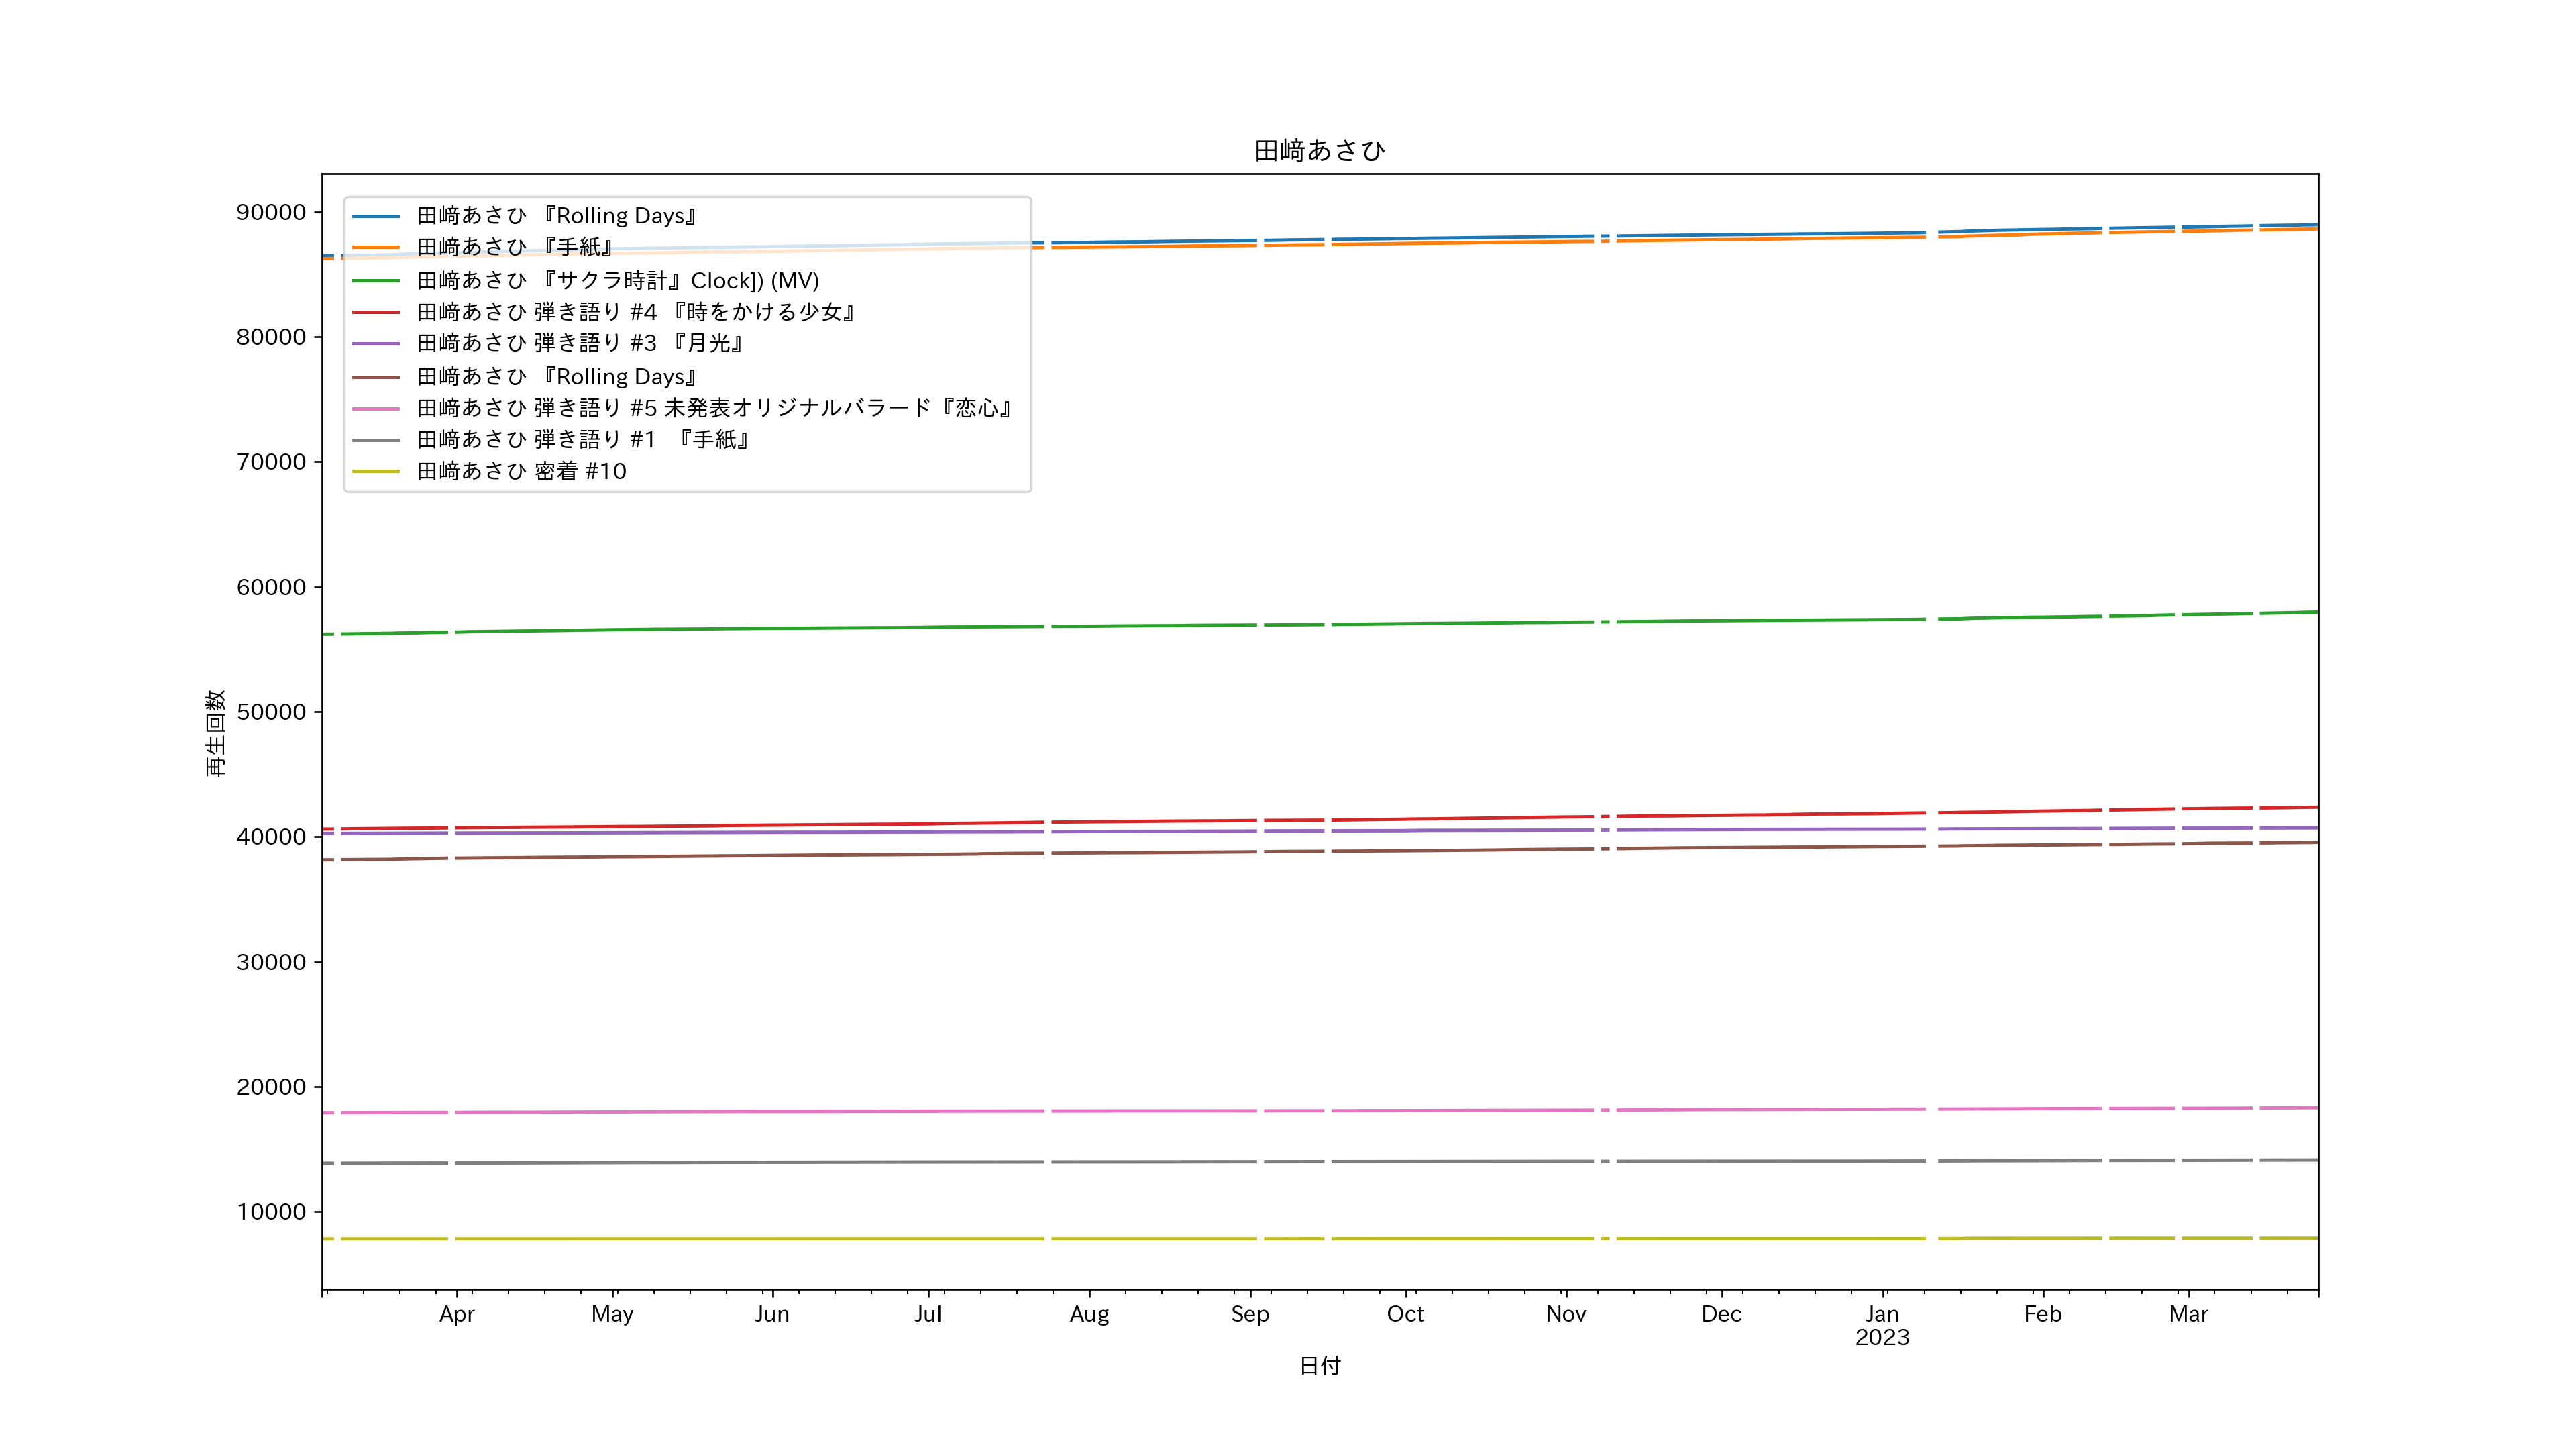 田﨑あさひ
田﨑あさひ 『Rolling Days』
田﨑あさひ 『手紙』
田﨑あさひ 『サクラ時計』Clock]) (MV)
田﨑あさひ 弾き語り #4 『時をかける少女』
田﨑あさひ 弾き語り #3 『月光』
田﨑あさひ 『Rolling Days』
田﨑あさひ 弾き語り #5 未発表オリジナルバラード『恋心』
田﨑あさひ 弾き語り #1 『手紙』
田﨑あさひ 密着 #10
90000
80000
70000
60000
50000
40000
30000
20000
10000
再生回数
Apr May Jun Jul Aug Sep Oct Nov Dec Jan Feb Mar
2023
日付